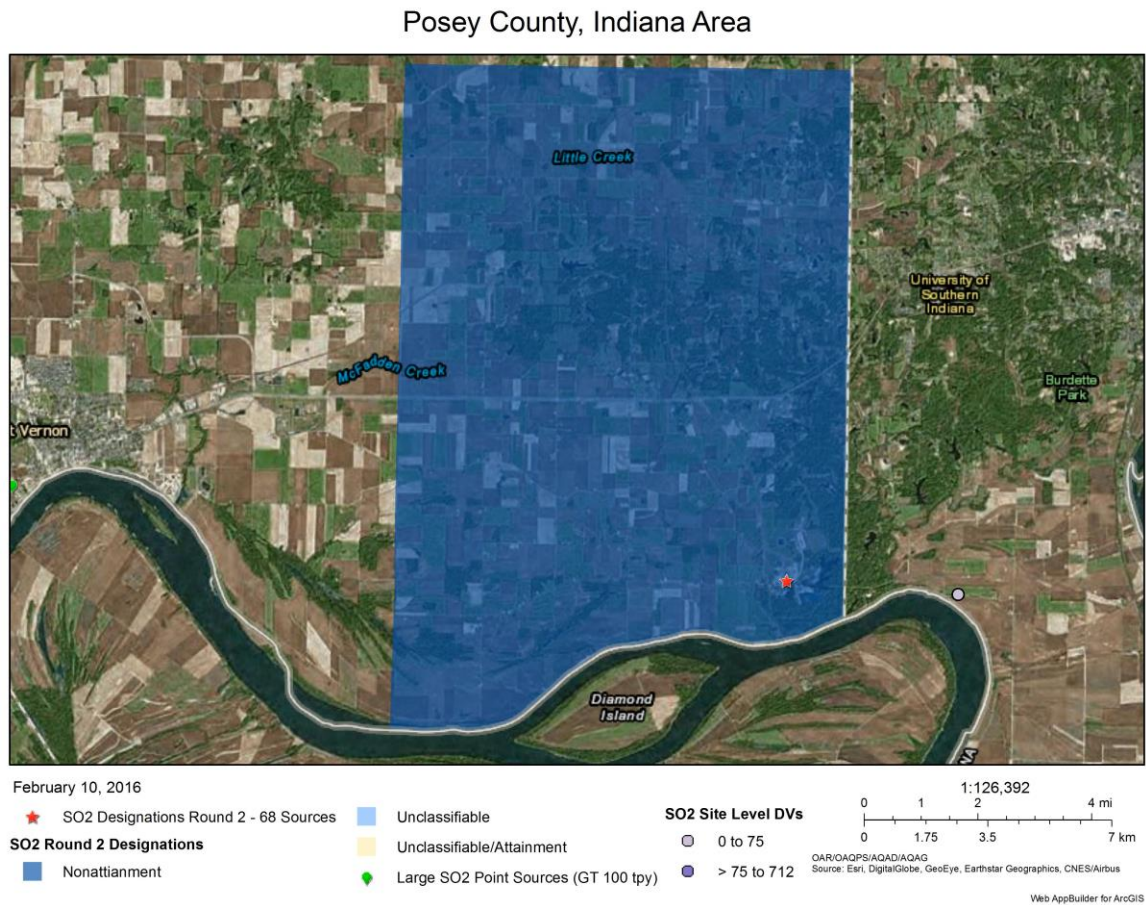 Posey County, Indiana Area
Little Creek
University of
Southern
Indiana
McFadden Creek
Burdette
Park
t Vernon
Diamond
Island
NA
February 10, 2016
SO2 Designations Round 2 - 68 Sources
SO2 Round 2 Designations
Nonattianment
Unclassifiable
Unclassifiable/Attainment
Large SO2 Point Sources (GT 100 tpy)
SO2 Site Level DVs
0 to 75
> 75 to 712
1:126,392
0 1 2 4 mi
0 1.75 3.5 7 km
OAR/OAQPS/AQAD/AQAG
Source: Esri, DigitalGlobe, GeoEye, Earthstar Geographics, CNES/Airbus
Web AppBuilder for ArcGIS